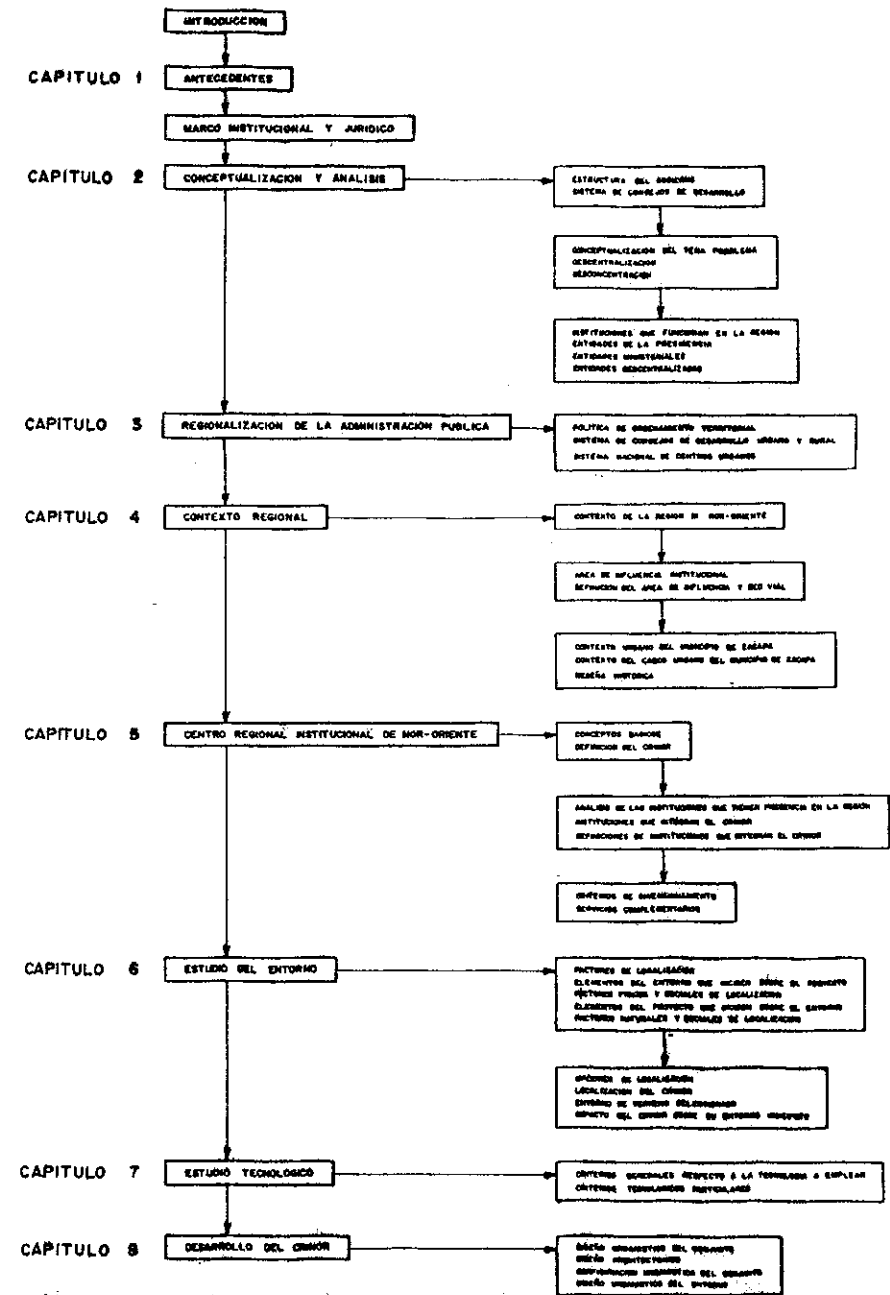 INTRODUCCION
CAPITULO 1
ANTECEDENTES
MARCO INSTITUCIONAL Y JURIDICO
CAPITULO 2
CONCEPTUALIZACION Y ANALISIS
ESTRUCTURA DEL GOBIERNO
SISTEMA DE CONSEJOS DE DESARROLLO
CONCEPTUALIZACION DEL TEMA PROBLEMA
DESCENTRALIZACION
DESCONCENTRACION
INSTITUCIONES QUE FUNCIONAN EN LA REGION
ENTIDADES DE LA PRESIDENCIA
ENTIDADES MINISTERIALES
ENTIDADES DESCENTRALIZADAS
CAPITULO 3
REGIONALIZACION DE LA ADMINISTRACION PUBLICA
POLITICA DE ORDENAMIENTO TERRITORIAL
SISTEMA DE CONSEJOS DE DESARROLLO URBANO Y RURAL
SISTEMA NACIONAL DE CENTROS URBANOS
CAPITULO 4
CONTEXTO REGIONAL
CONTEXTO DE LA REGION III NOR-ORIENTE
AREA DE INFLUENCIA INSTITUCIONAL
DEFINICION DEL AREA DE INFLUENCIA Y RED VIAL
CONTEXTO URBANO DEL MUNICIPIO DE ZACAPA
CONTEXTO DEL CASCO URBANO DEL MUNICIPIO DE ZACAPA
RESEÑA HISTORICA
CAPITULO 5
CENTRO REGIONAL INSTITUCIONAL DE NOR-ORIENTE
CONCEPTOS BASICOS
DEFINICION DEL CRINOR
ANALISIS DE LAS INSTITUCIONES QUE TIENEN PRESENCIA EN LA REGION
INSTITUCIONES QUE INTEGRAN EL CRINOR
DEFINICIONES DE INSTITUCIONES QUE INTEGRAN EL CRINOR
CRITERIOS DE DIMENSIONAMIENTO
SERVICIOS COMPLEMENTARIOS
CAPITULO 6
ESTUDIO DEL ENTORNO
FACTORES DE LOCALIZACION
ELEMENTOS DEL ENTORNO QUE INCIDEN SOBRE EL PROYECTO
FACTORES FISICOS Y SOCIALES DE LOCALIZACION
ELEMENTOS DEL PROYECTO QUE INCIDEN SOBRE EL ENTORNO
FACTORES NATURALES Y SOCIALES DE LOCALIZACION
OPCIONES DE LOCALIZACION
LOCALIZACION DEL CRINOR
ENTORNO DE TERRENO SELECCIONADO
IMPACTO DEL CRINOR SOBRE SU ENTORNO INMEDIATO
CAPITULO 7
ESTUDIO TECNOLOGICO
CRITERIOS GENERALES RESPECTO A LA TECNOLOGIA A EMPLEAR
CRITERIOS TECNOLOGICOS PARTICULARES
CAPITULO 8
DESARROLLO DEL CRINOR
DISEÑO URBANISTICO DEL CONJUNTO
DISEÑO ARQUITECTONICO
CONFIGURACION URBANISTICA DEL CONJUNTO
DISEÑO URBANISTICO DEL ENTORNO